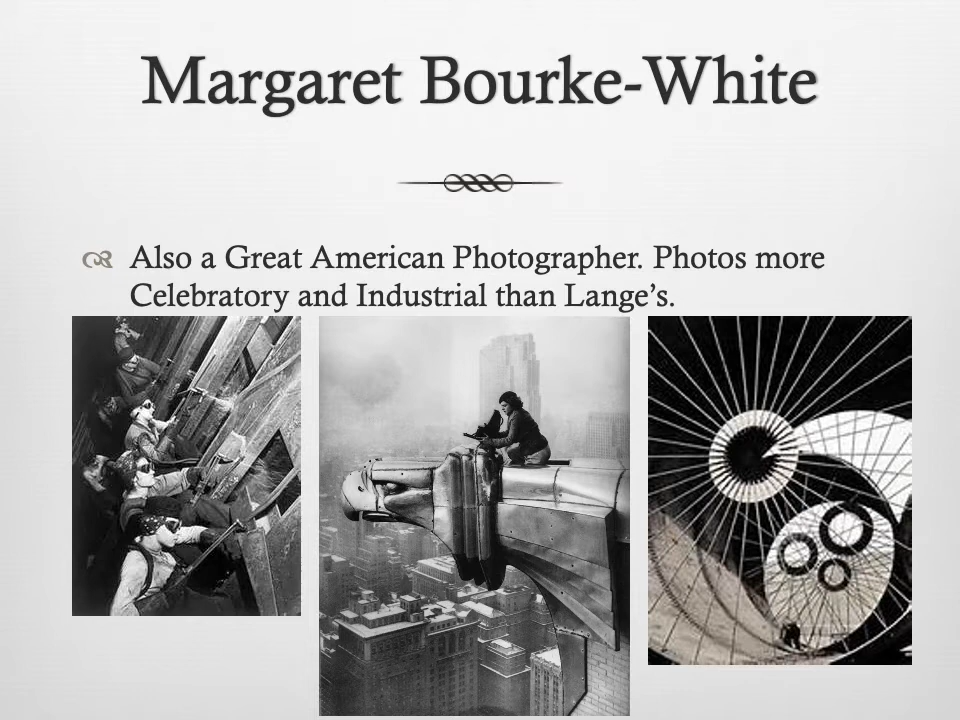 Margaret Bourke-White
Also a Great American Photographer. Photos more
Celebratory and Industrial than Lange’s.